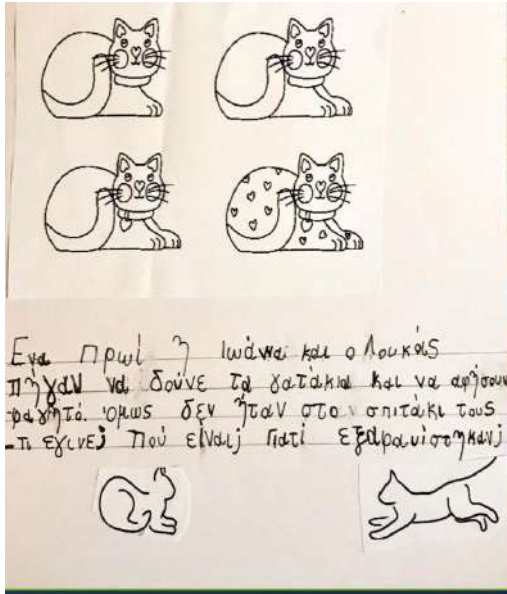 Ενα Πρωί η Ιωάννα και ο Λουκάς
πήγαν να δούνε τα γατάκια και να αφήσουν
φαγητό. όμως δεν ήταν στο σπιτάκι τους
-τι εγινε; Πού είναι; Γιατί εξαφανίστηκαν;